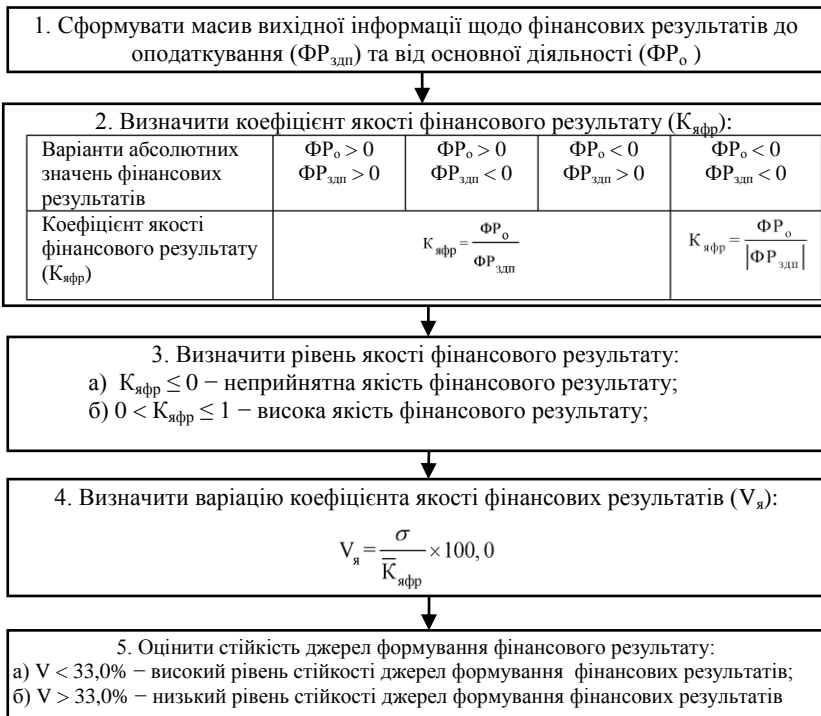 1. Сформувати масив вихідної інформації щодо фінансових результатів до
оподаткування (ФРздп) та від основної діяльності (ФРо )
2. Визначити коефіцієнт якості фінансового результату (Кяфр):
Варіанти абсолютних
значень фінансових
результатів
ФРо > 0
ФРздп > 0
ФРо > 0
ФРздп < 0
ФРо < 0
ФРздп > 0
ФРо < 0
ФРздп < 0
Коефіцієнт якості
фінансового результату
(Кяфр)
К яфр = ФРо / ФРздп
К яфр = ФРо / |ФРздп|
3. Визначити рівень якості фінансового результату:
а) Кяфр ≤ 0 − неприйнятна якість фінансового результату;
б) 0 < Кяфр ≤ 1 − висока якість фінансового результату;
4. Визначити варіацію коефіцієнта якості фінансових результатів (Vя):
Vя = σ / K̅яфр × 100, 0
5. Оцінити стійкість джерел формування фінансового результату:
а) V < 33,0% − високий рівень стійкості джерел формування фінансових результатів;
б) V > 33,0% − низький рівень стійкості джерел формування фінансових результатів